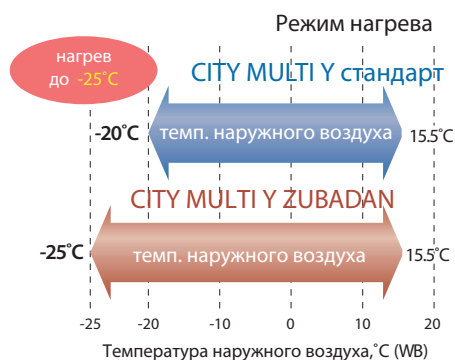 Режим нагрева
нагрев
до -25˚C
CITY MULTI Y стандарт
-20˚C
темп. наружного воздуха
15.5˚C
CITY MULTI Y ZUBADAN
-25˚C
темп. наружного воздуха
15.5˚C
-25 -20 -10 0 10 20
Температура наружного воздуха,˚C (WB)